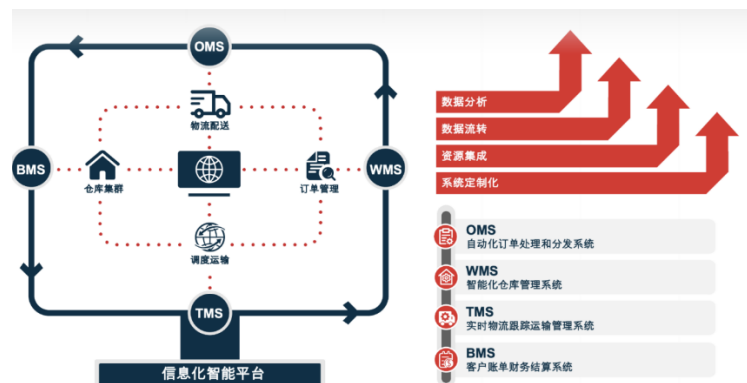 OMS
物流配送
BMS
仓库集群
订单管理
WMS
调度运输
TMS
信息化智能平台
数据分析
数据流转
资源集成
系统定制化
OMS
自动化订单处理和分发系统
WMS
智能化仓库管理系统
TMS
实时物流跟踪运输管理系统
BMS
客户账单财务结算系统